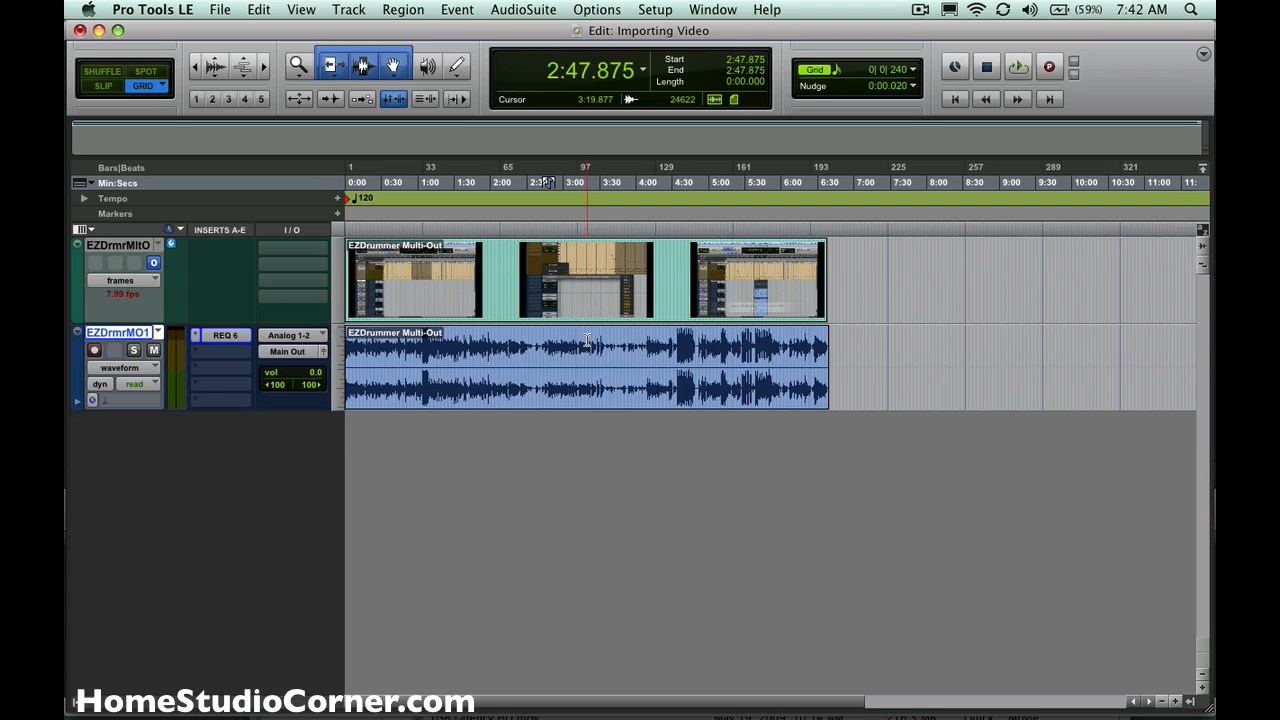 Pro Tools LE File Edit View Track Region Event AudioSuite Options Setup Window Help (59%) 7:42 AM
Edit: Importing Video
SHUFFLE SPOT
SLIP GRID
1 2 3 4 5
2:47.875
Start 2:47.875
End 2:47.875
Length 0:00.000
Cursor 3:19.877 24622
Grid 0| 0| 240
Nudge 0:00.020
Bars|Beats 1 33 65 97 129 161 193 225 257 289 321
Min:Secs 0:00 0:30 1:00 1:30 2:00 2:3 3:00 3:30 4:00 4:30 5:00 5:30 6:00 6:30 7:00 7:30 8:00 8:30 9:00 9:30 10:00 10:30 11:00 11:
Tempo 120
Markers
INSERTS A-E I / O
EZDrmrMltO
EZDrummer Multi-Out
frames
7.99 fps
EZDrmrMO1
REQ 6
Analog 1-2
EZDrummer Multi-Out
S M
Main Out
waveform
vol 0.0
dyn read
100 100
HomeStudioCorner.com